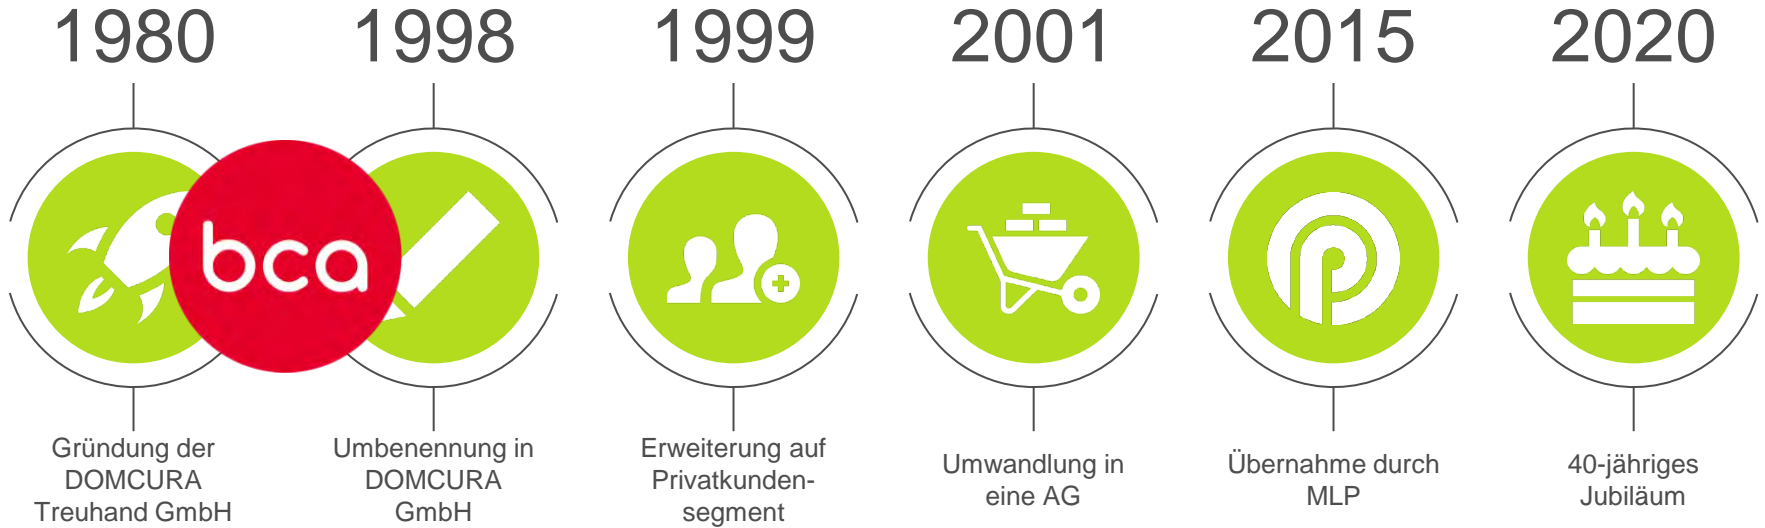 1980
1998
1999
2001
2015
2020
bca
Gründung der
DOMCURA
Treuhand GmbH
Umbenennung in
DOMCURA
GmbH
Erweiterung auf
Privatkunden-
segment
Umwandlung in
eine AG
Übernahme durch
MLP
40-jähriges
Jubiläum